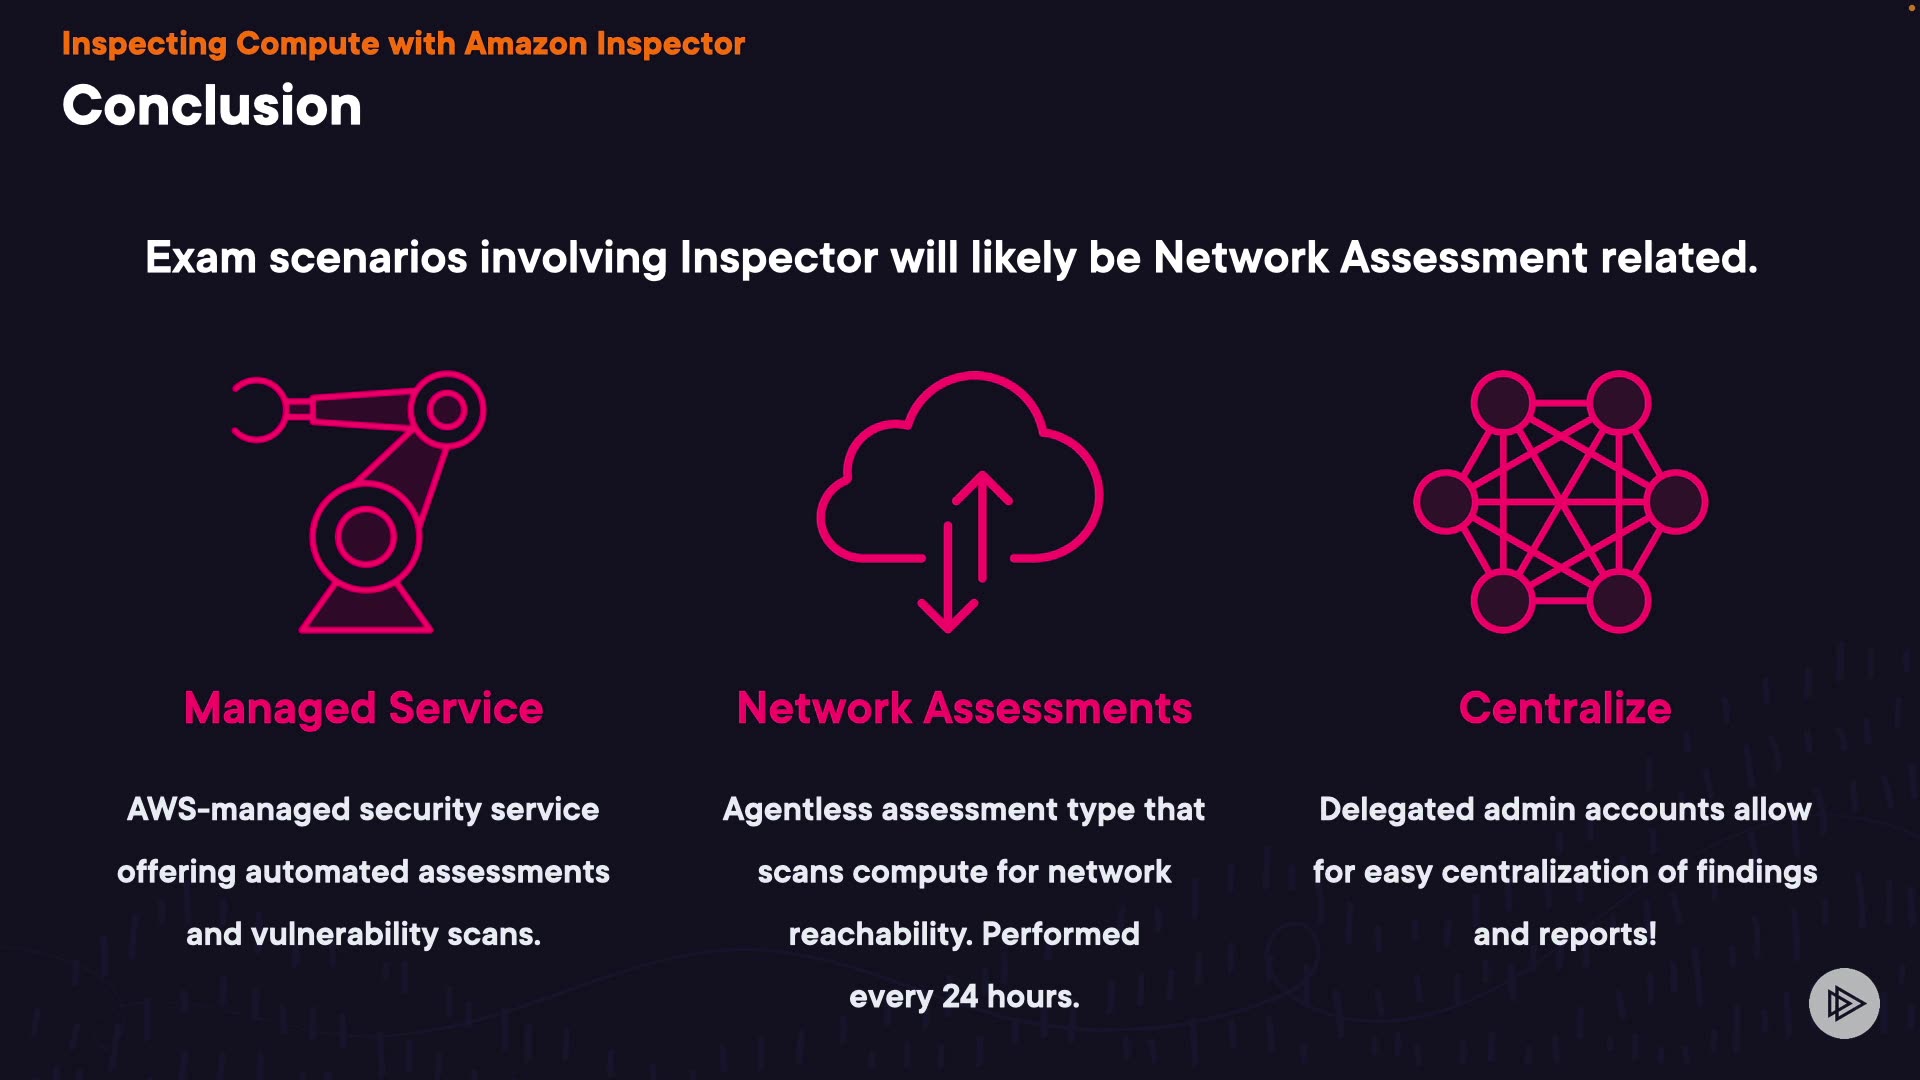 Inspecting Compute with Amazon Inspector
Conclusion
Exam scenarios involving Inspector will likely be Network Assessment related.
Managed Service
AWS-managed security service
offering automated assessments
and vulnerability scans.
Network Assessments
Agentless assessment type that
scans compute for network
reachability. Performed
every 24 hours.
Centralize
Delegated admin accounts allow
for easy centralization of findings
and reports!